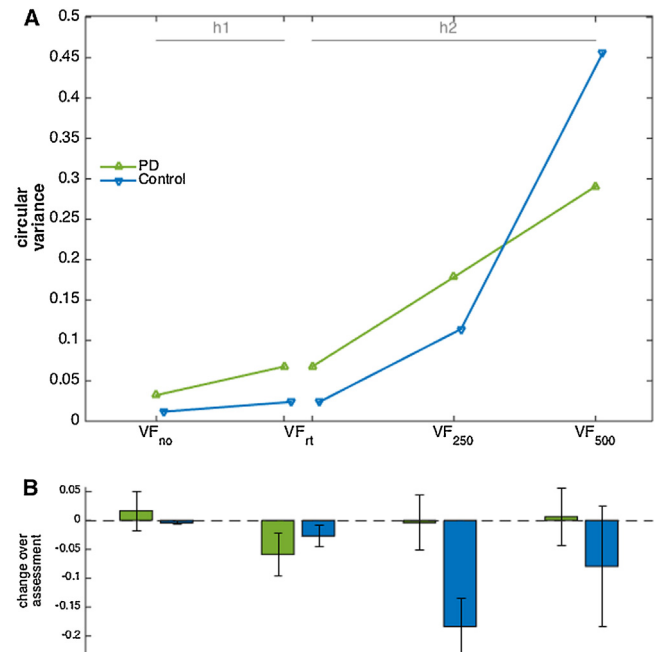 A
h1
h2
0.5
0.45
0.4
0.35
0.3
0.25
0.2
0.15
0.1
0.05
0
circular
variance
PD
Control
VFno
VFrt
VF250
VF500
B
0.05
0
-0.05
-0.1
-0.15
-0.2
change over
assessment